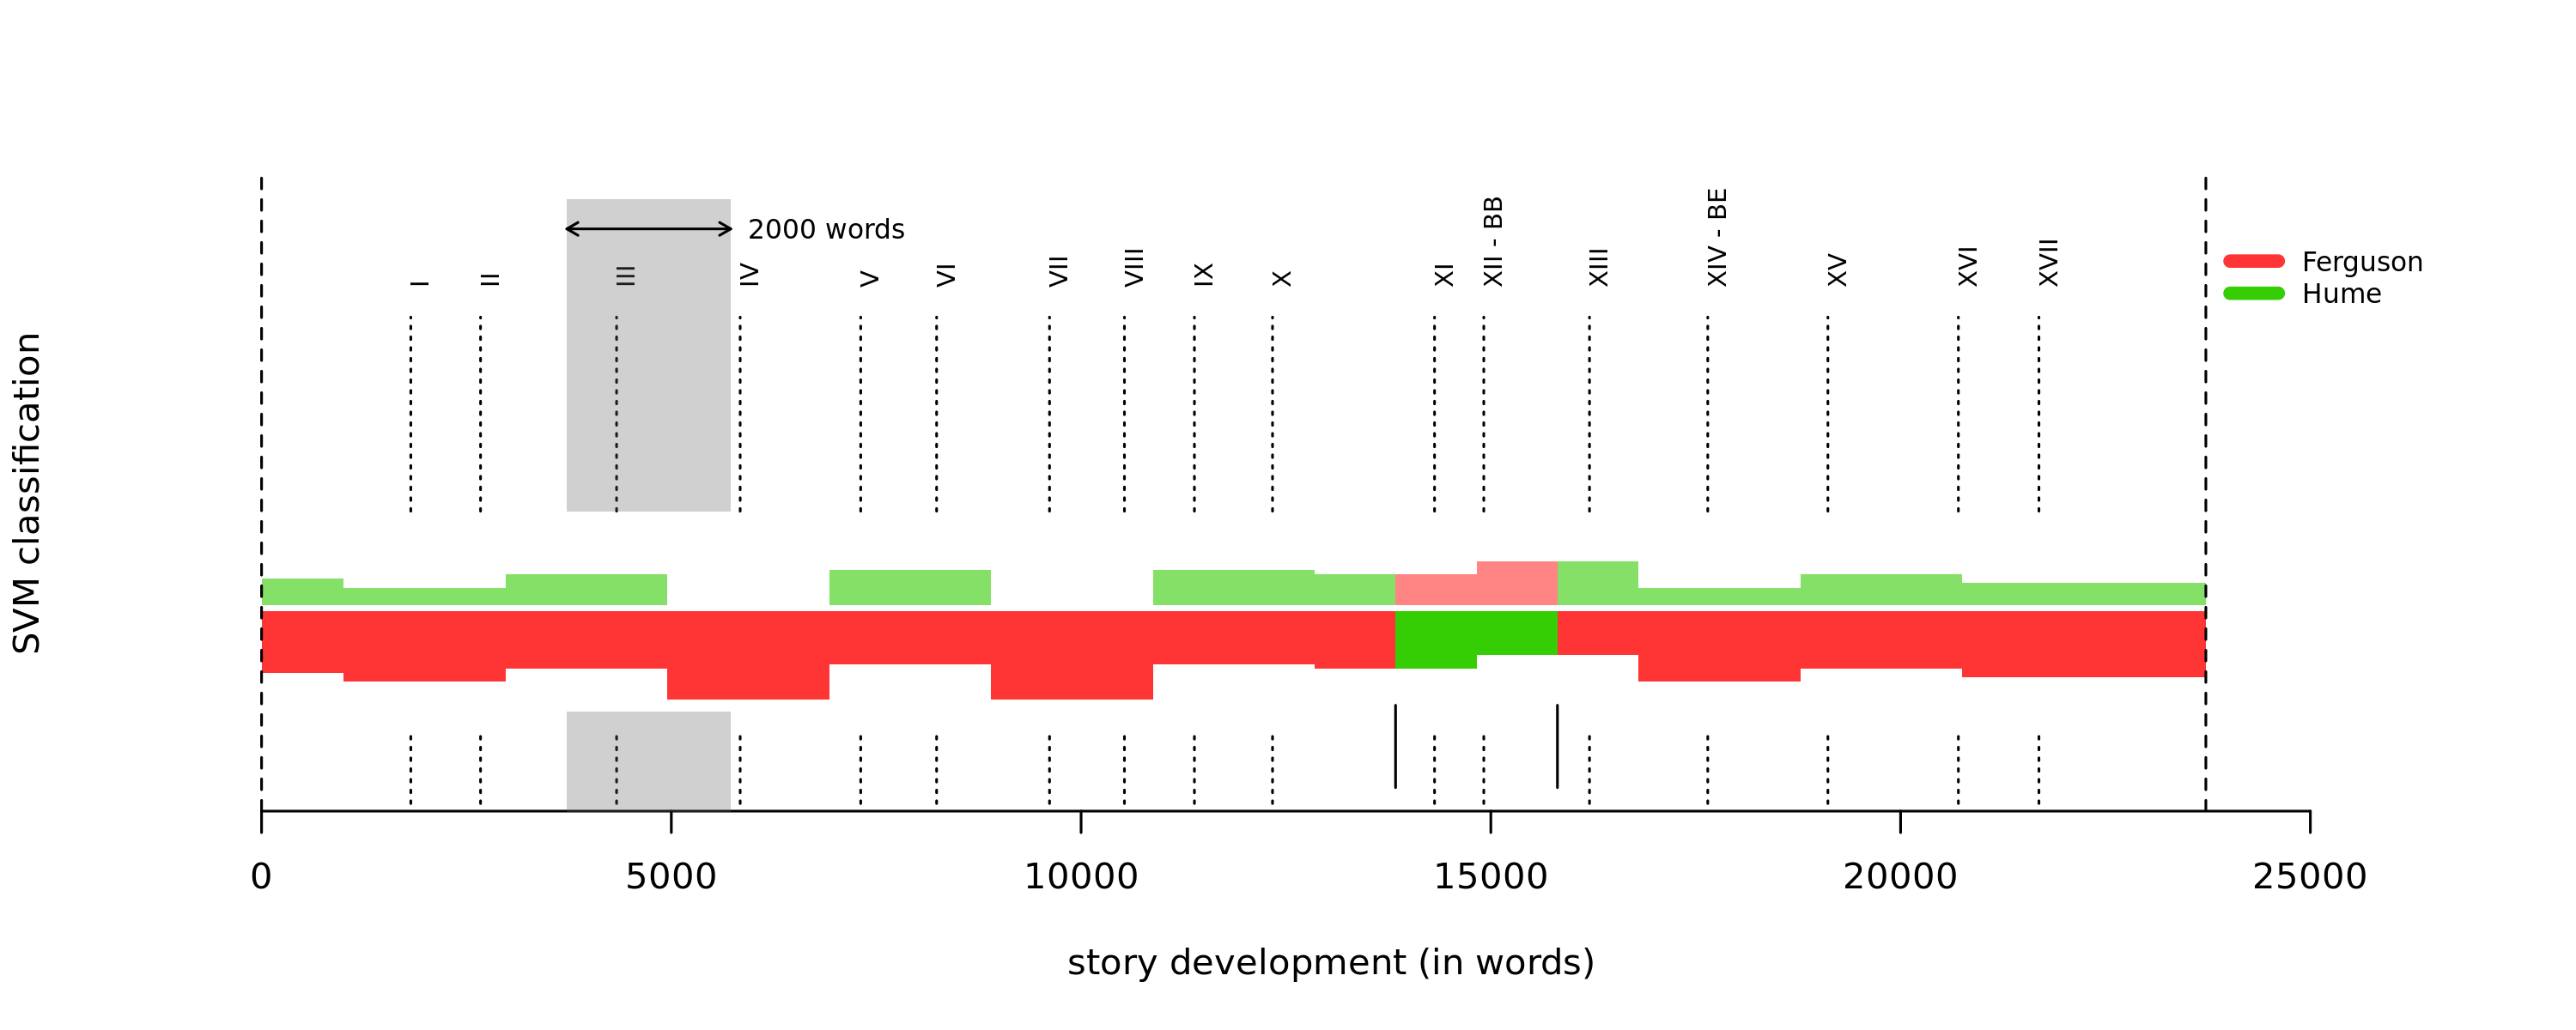 2000 words
I
II
III
IV
V
VI
VII
VIII
IX
X
XI
XII - BB
XIII
XIV - BE
XV
XVI
XVII
Ferguson
Hume
SVM classification
0
5000
10000
15000
20000
25000
story development (in words)